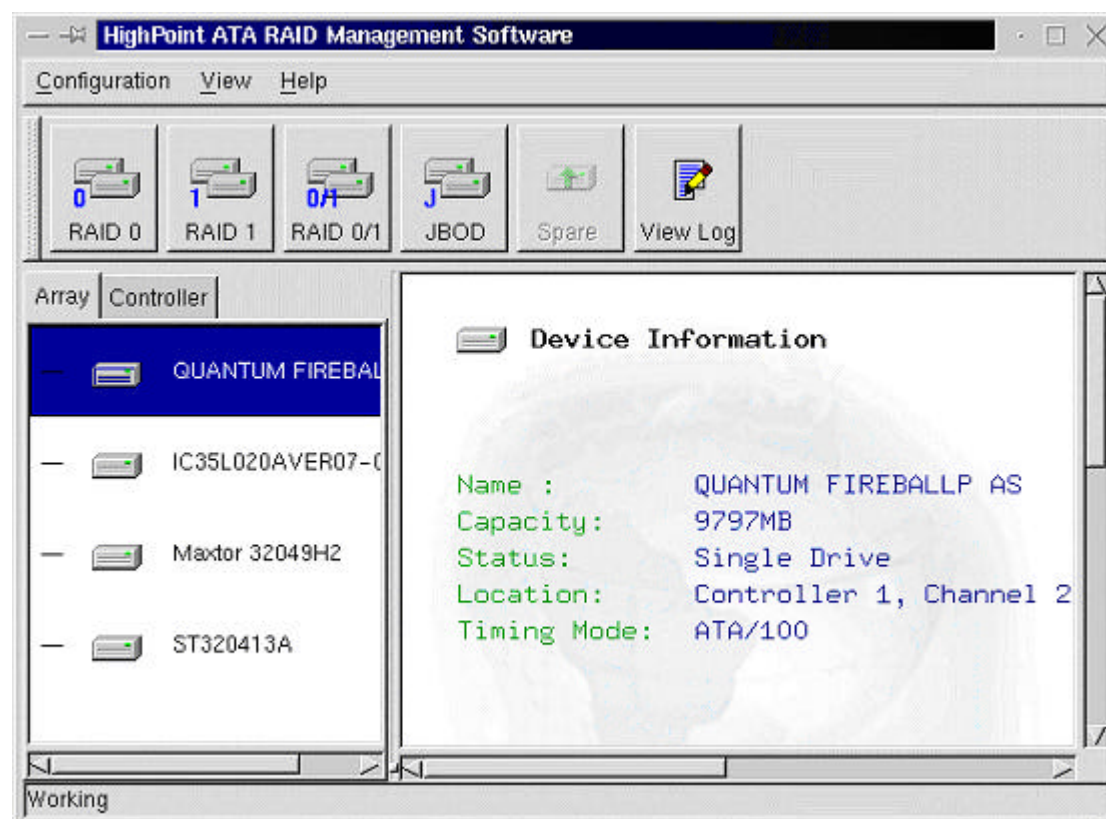 HighPoint ATA RAID Management Software
Configuration View Help
0 1 0/1 J
RAID 0 RAID 1 RAID 0/1 JBOD Spare View Log
Array Controller
QUANTUM FIREBAL
IC35L020AVER07-0
Maxtor 32049H2
ST320413A
Device Information
Name : QUANTUM FIREBALLP AS
Capacity: 9797MB
Status: Single Drive
Location: Controller 1, Channel 2
Timing Mode: ATA/100
Working